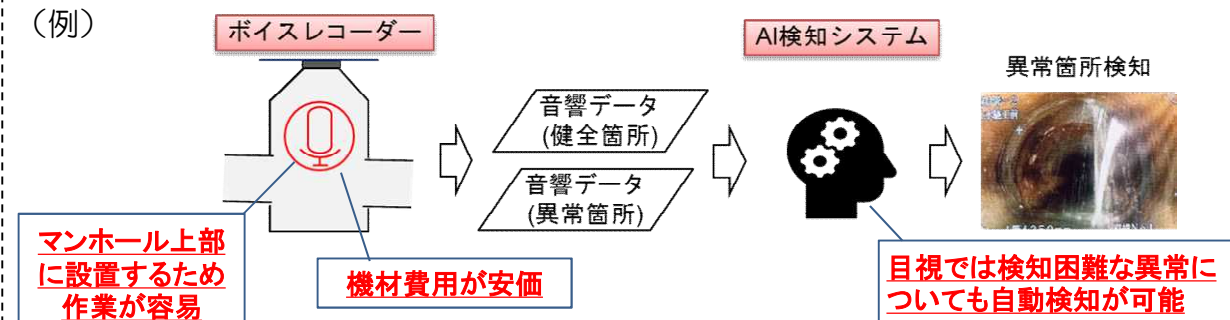 (例)
ボイスレコーダー
AI検知システム
異常箇所検知
音響データ
(健全箇所)
音響データ
(異常箇所)
マンホール上部
に設置するため
作業が容易
機材費用が安価
目視では検知困難な異常に
ついても自動検知が可能